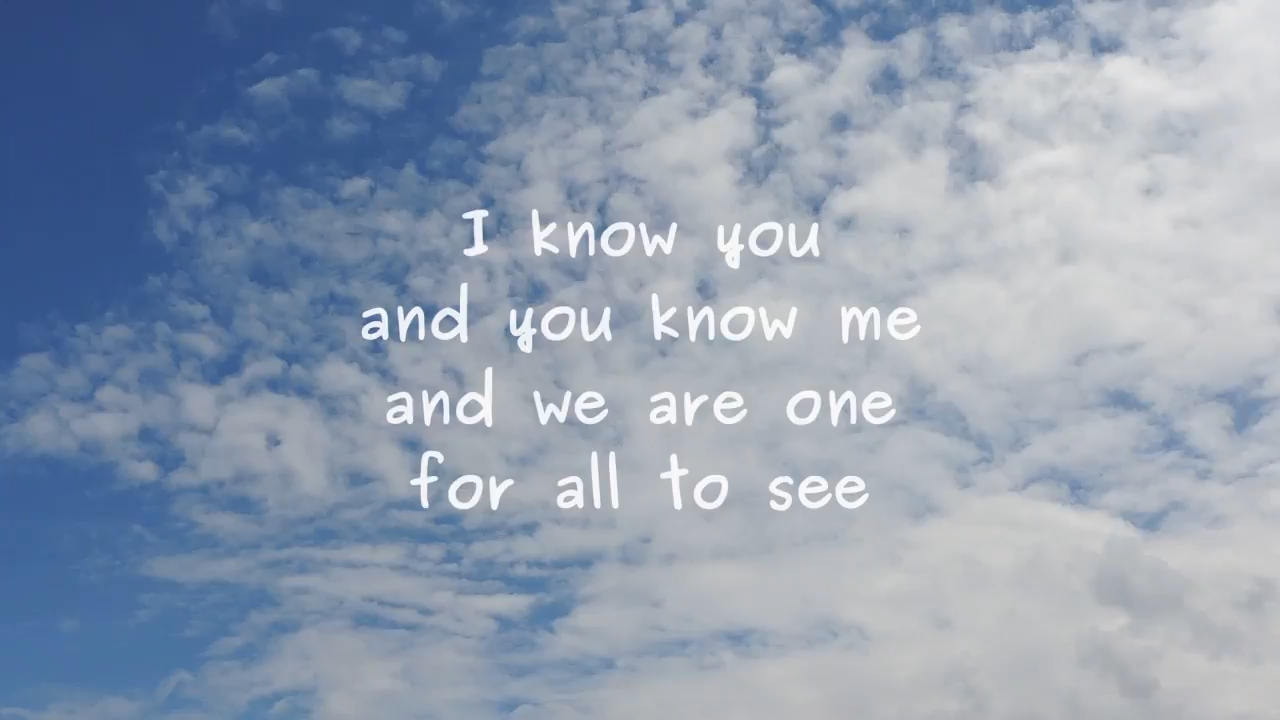 I know you
and you know me
and we are one
for all to see